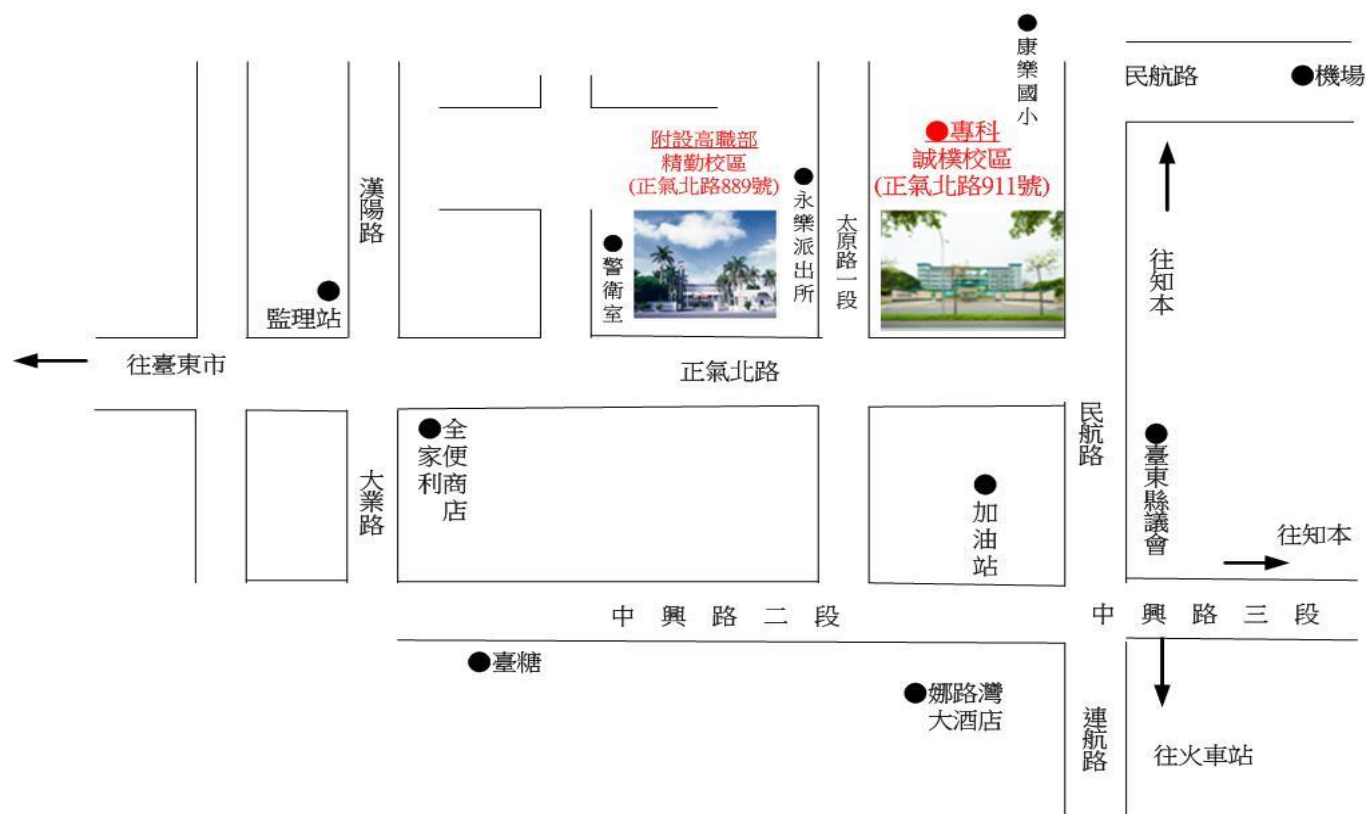 康樂國小
民航路
機場
附設高職部
精勤校區
(正氣北路889號)
專科
誠樸校區
(正氣北路911號)
漢陽路
永樂派出所
太原路一段
警衛室
監理站
往知本
往臺東市
正氣北路
全家便利商店
大業路
民航路
臺東縣議會
加油站
往知本
中興路二段
中興路三段
臺糖
娜路灣
大酒店
連航路
往火車站